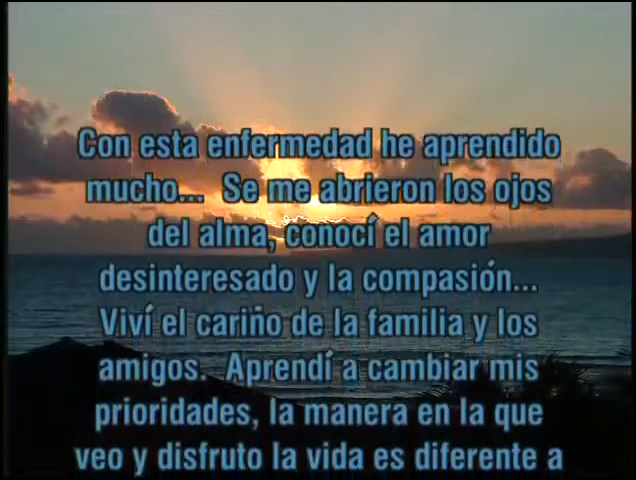 Con esta enfermedad he aprendido
mucho... Se me abrieron los ojos
del alma, conocí el amor
desinteresado y la compasión...
Viví el cariño de la familia y los
amigos. Aprendí a cambiar mis
prioridades, la manera en la que
veo y disfruto la vida es diferente a